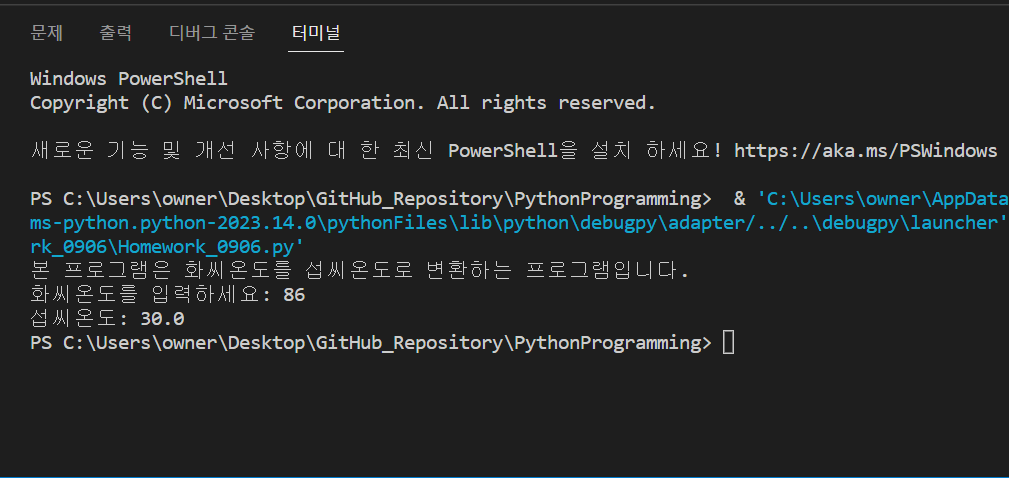 문제 출력 디버그 콘솔 터미널
Windows PowerShell
Copyright (C) Microsoft Corporation. All rights reserved.
새로운 기능 및 개선 사항에 대 한 최신 PowerShell을 설치 하세요! https://aka.ms/PSWindows
PS C:\Users\owner\Desktop\GitHub_Repository\PythonProgramming>  & 'C:\Users\owner\AppData
ms-python.python-2023.14.0\pythonFiles\lib\python\debugpy\adapter/../..\debugpy\launcher'
rk_0906\Homework_0906.py'
본 프로그램은 화씨온도를 섭씨온도로 변환하는 프로그램입니다.
화씨온도를 입력하세요: 86
섭씨온도: 30.0
PS C:\Users\owner\Desktop\GitHub_Repository\PythonProgramming>